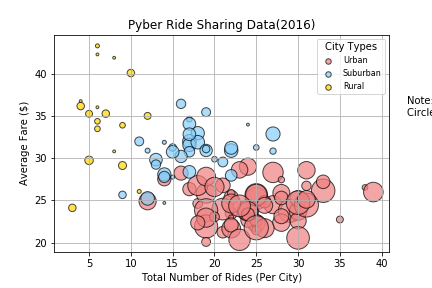 Pyber Ride Sharing Data(2016)
City Types
Urban
Suburban
Rural
Note:
Circle
Average Fare ($)
40
35
30
25
20
5 10 15 20 25 30 35 40
Total Number of Rides (Per City)